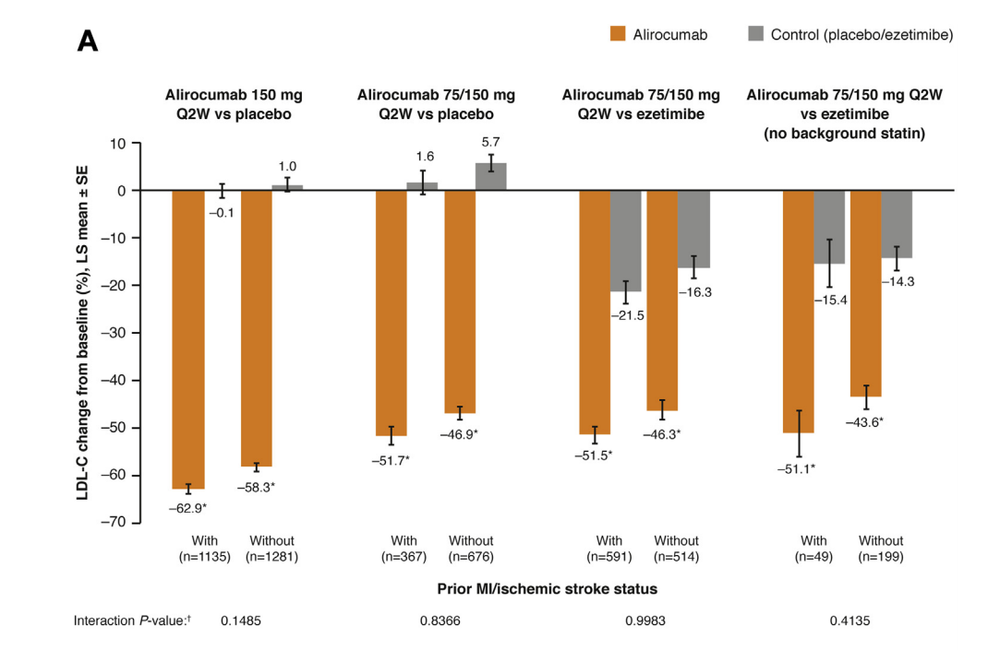 A
Alirocumab
Control (placebo/ezetimibe)
Alirocumab 150 mg
Q2W vs placebo
Alirocumab 75/150 mg
Q2W vs placebo
Alirocumab 75/150 mg
Q2W vs ezetimibe
Alirocumab 75/150 mg Q2W
vs ezetimibe
(no background statin)
LDL-C change from baseline (%), LS mean ± SE
10
0
–10
–20
–30
–40
–50
–60
–70
–62.9*
–0.1
–58.3*
1.0
–51.7*
1.6
–46.9*
5.7
–51.5*
–21.5
–46.3*
–16.3
–51.1*
–15.4
–43.6*
–14.3
With
(n=1135)
Without
(n=1281)
With
(n=367)
Without
(n=676)
With
(n=591)
Without
(n=514)
With
(n=49)
Without
(n=199)
Prior MI/ischemic stroke status
Interaction P-value:† 0.1485 0.8366 0.9983 0.4135